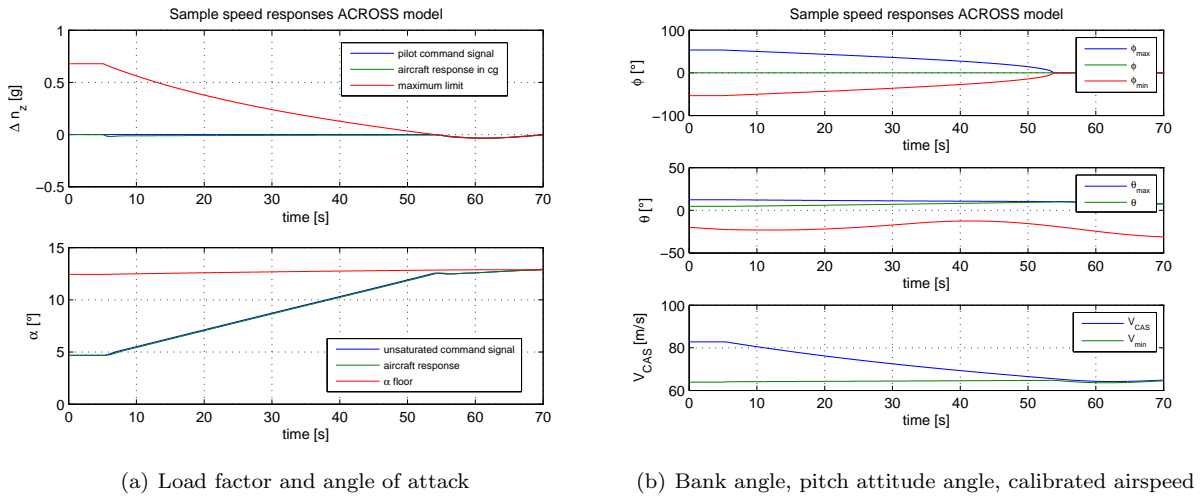 Sample speed responses ACROSS model
1
0.5
0
−0.5
Δ n_z [g]
pilot command signal
aircraft response in cg
maximum limit
0 10 20 30 40 50 60 70
time [s]
15
10
5
0
α [°]
unsaturated command signal
aircraft response
α floor
0 10 20 30 40 50 60 70
time [s]
(a) Load factor and angle of attack
Sample speed responses ACROSS model
100
0
−100
ϕ [°]
ϕ_max
ϕ
ϕ_min
0 10 20 30 40 50 60 70
time [s]
50
0
−50
θ [°]
θ_max
θ
0 10 20 30 40 50 60 70
time [s]
100
80
60
V_CAS [m/s]
V_CAS
V_min
0 10 20 30 40 50 60 70
time [s]
(b) Bank angle, pitch attitude angle, calibrated airspeed